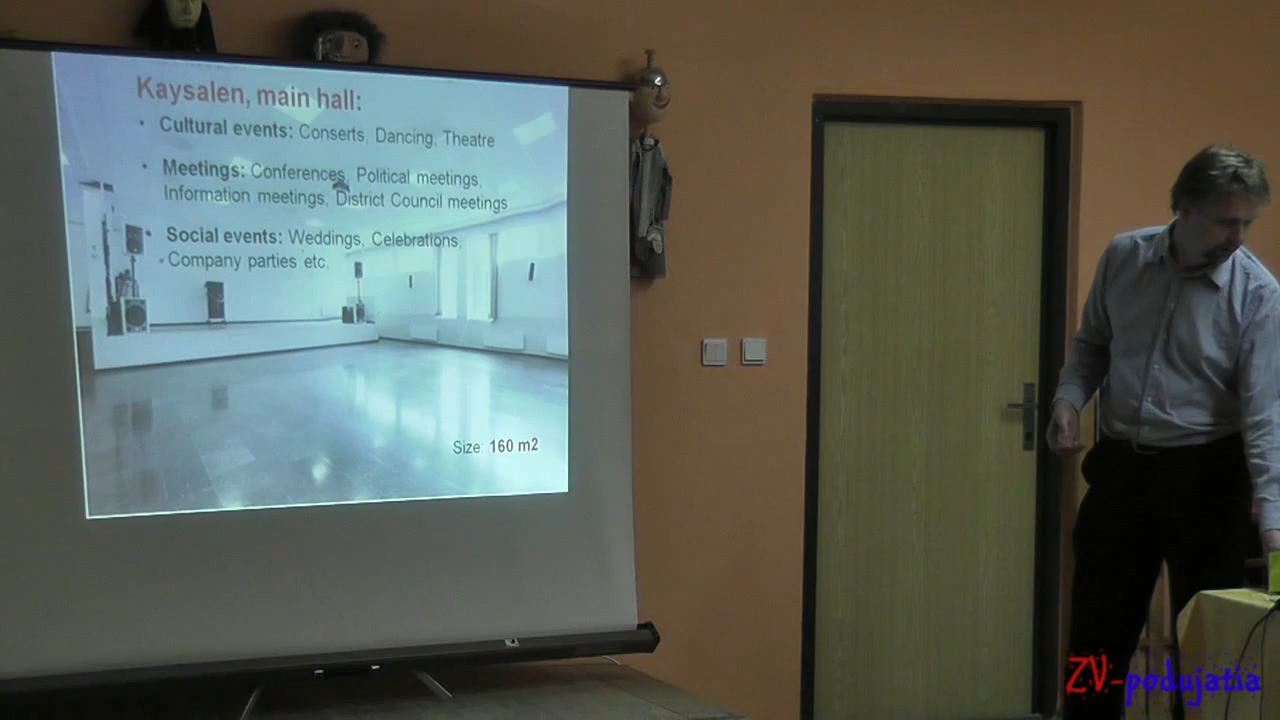 Kaysalen, main hall:
• Cultural events: Conserts, Dancing, Theatre
• Meetings: Conferences, Political meetings,
Information meetings, District Council meetings
• Social events: Weddings, Celebrations,
Company parties etc.
Size: 160 m2
ZV-podujatia